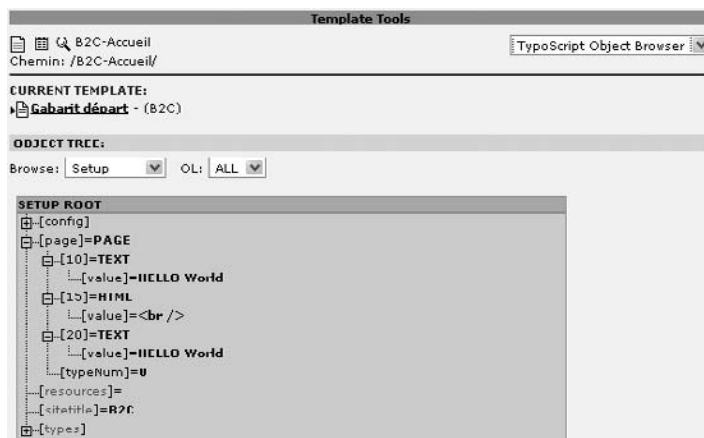 Template Tools
B2C-Accueil
TypoScript Object Browser
Chemin: /B2C-Accueil/
CURRENT TEMPLATE:
Gabarit départ - (B2C)
OBJECT TREE:
Browse: Setup OL: ALL
SETUP ROOT
[config]
[page]=PAGE
[10]=TEXT
[value]=HELLO World
[15]=HTML
[value]=<br />
[20]=TEXT
[value]=HELLO World
[typeNum]=0
[resources]=
[sitetitle]=B2C
[types]